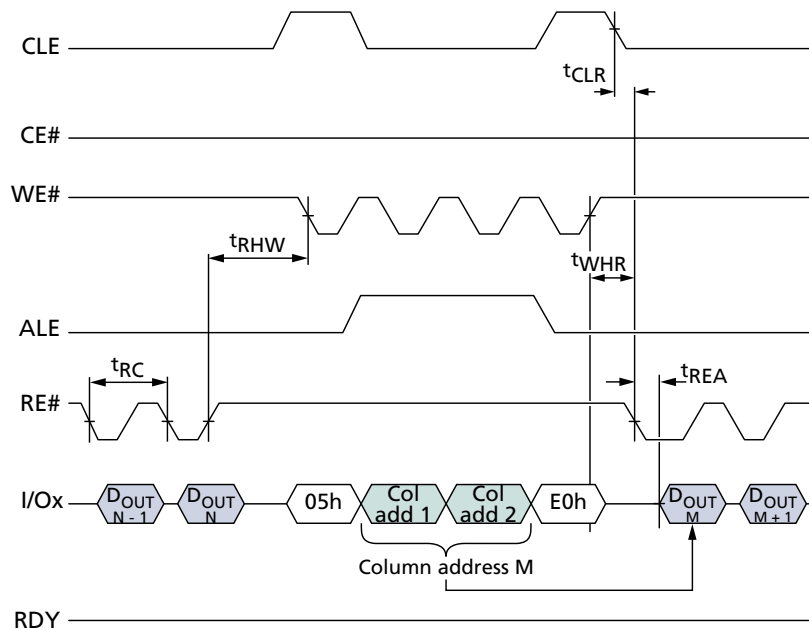 CLE
tCLR
CE#
WE#
tRHW
tWHR
ALE
tRC
tREA
RE#
I/Ox
DOUT
N - 1
DOUT
N
05h
Col
add 1
Col
add 2
E0h
DOUT
M
DOUT
M + 1
Column address M
RDY